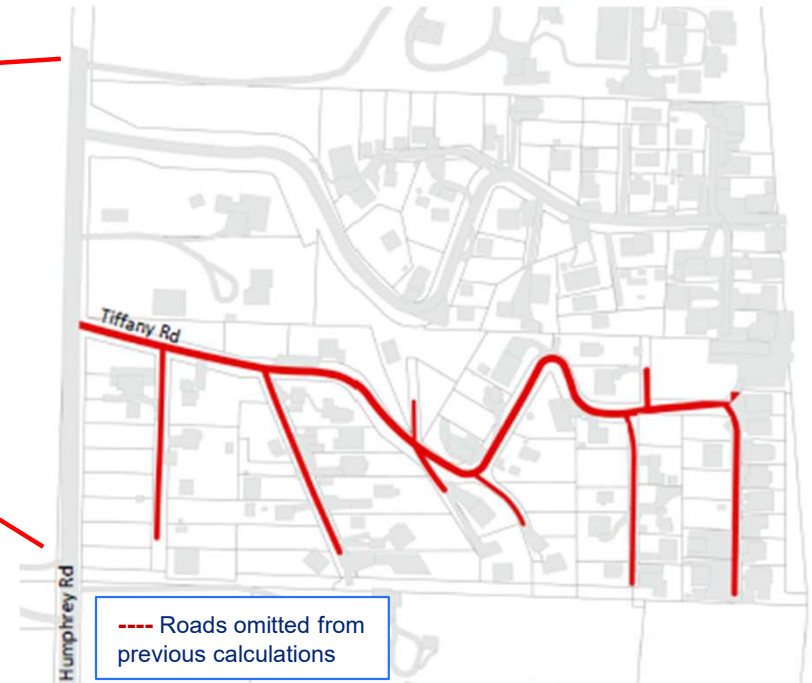 Tiffany Rd
Humphrey Rd
---- Roads omitted from
previous calculations